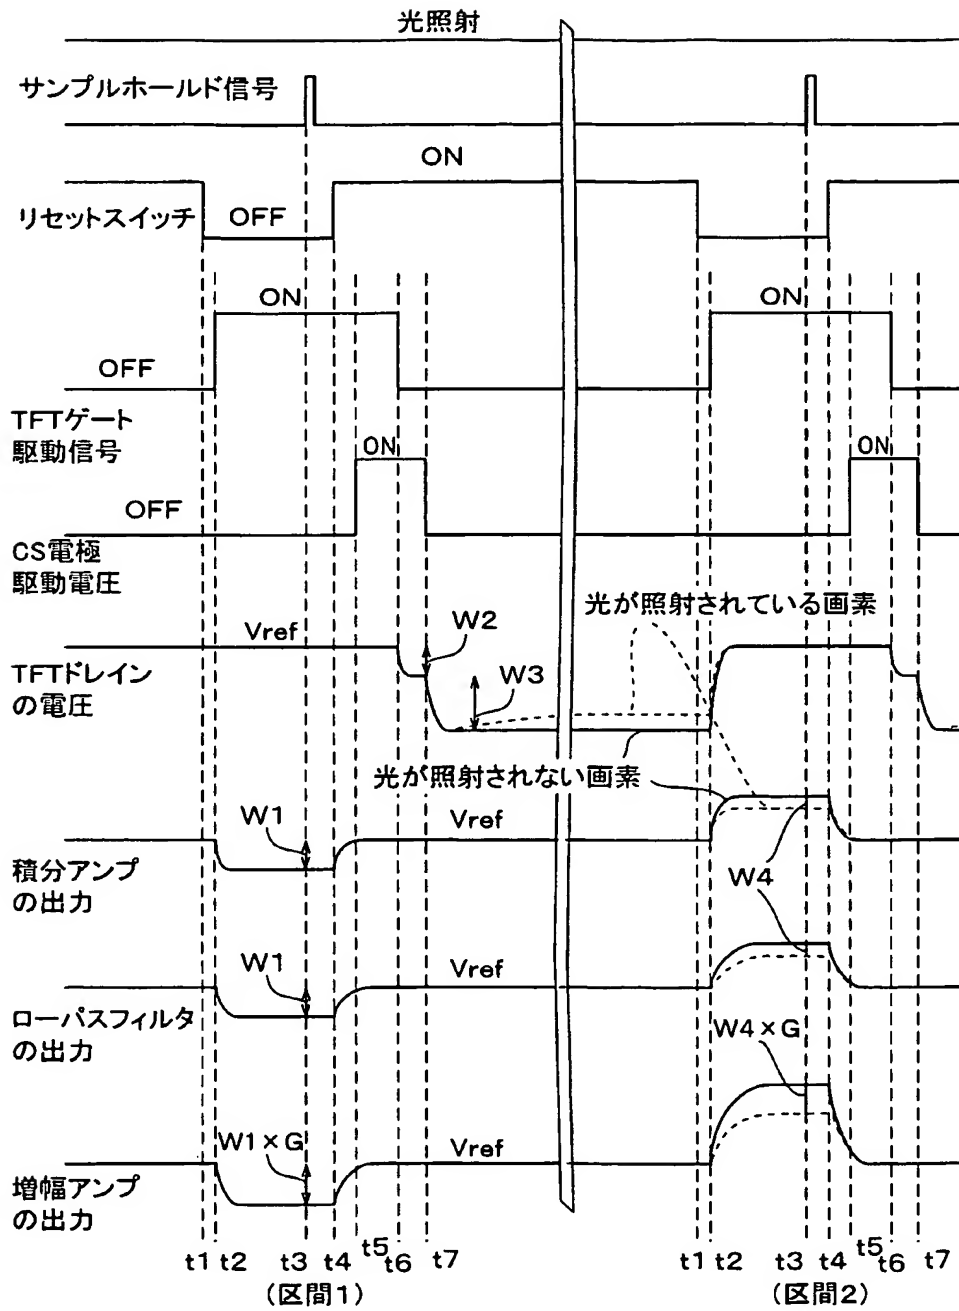 光照射
サンプルホールド信号
ON
リセットスイッチ
OFF
ON
ON
OFF
TFTゲート
駆動信号
ON
ON
OFF
CS電極
駆動電圧
光が照射されている画素
Vref
W2
TFTドレイン
の電圧
W3
光が照射されない画素
W1
Vref
積分アンプ
の出力
W4
W1
Vref
ローパスフィルタ
の出力
W4×G
W1×G
Vref
増幅アンプ
の出力
t1 t2 t3 t4 t5 t6 t7
t1 t2 t3 t4 t5 t6 t7
(区間1)
(区間2)